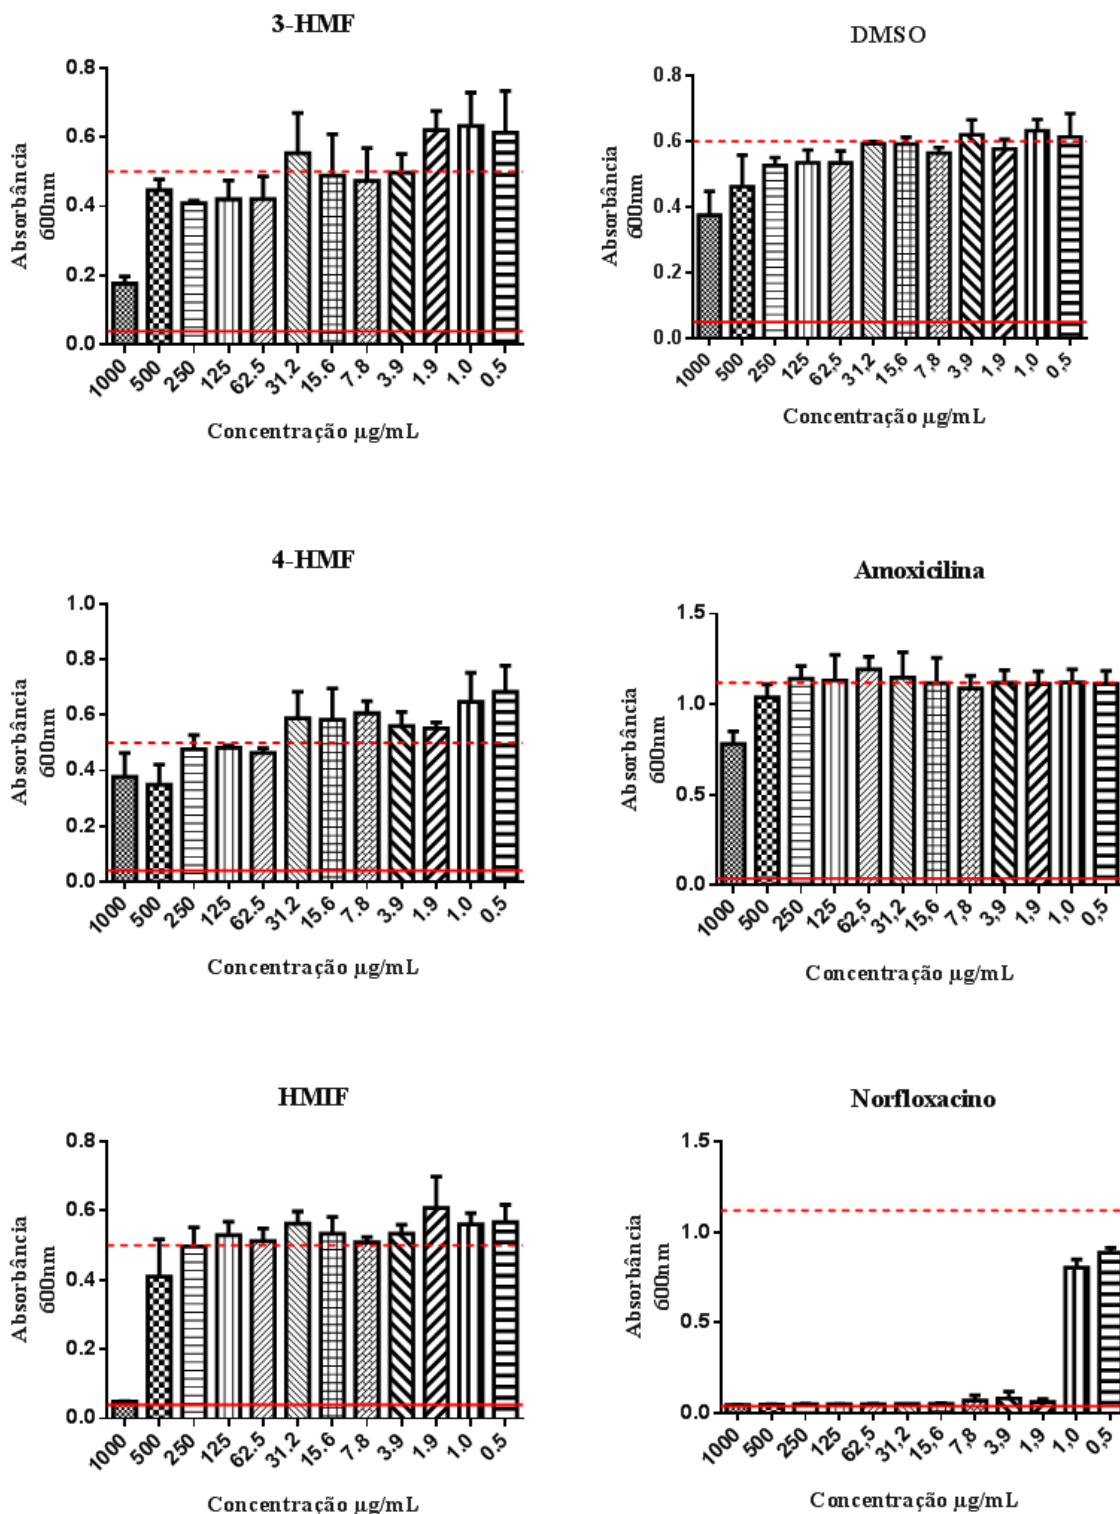 3-HMF
0.8
0.6
0.4
0.2
0.0
Absorbância
600nm
1000 500 250 125 62.5 31.2 15.6 7.8 3.9 1.9 1.0 0.5
Concentração µg/mL
DMSO
0.8
0.6
0.4
0.2
0.0
Absorbância
600nm
1000 500 250 125 62,5 31,2 15,6 7,8 3,9 1,9 1,0 0,5
Concentração µg/mL
4-HMF
1.0
0.8
0.6
0.4
0.2
0.0
Absorbância
600nm
1000 500 250 125 62.5 31.2 15.6 7.8 3.9 1.9 1.0 0.5
Concentração µg/mL
Amoxicilina
1.5
1.0
0.5
0.0
Absorbância
600nm
1000 500 250 125 62,5 31,2 15,6 7,8 3,9 1,9 1,0 0,5
Concentração µg/mL
HMIF
0.8
0.6
0.4
0.2
0.0
Absorbância
600nm
1000 500 250 125 62.5 31.2 15.6 7.8 3.9 1.9 1.0 0.5
Concentração µg/mL
Norfloxacino
1.5
1.0
0.5
0.0
Absorbância
600nm
1000 500 250 125 62,5 31,2 15,6 7,8 3,9 1,9 1,0 0,5
Concentração µg/mL